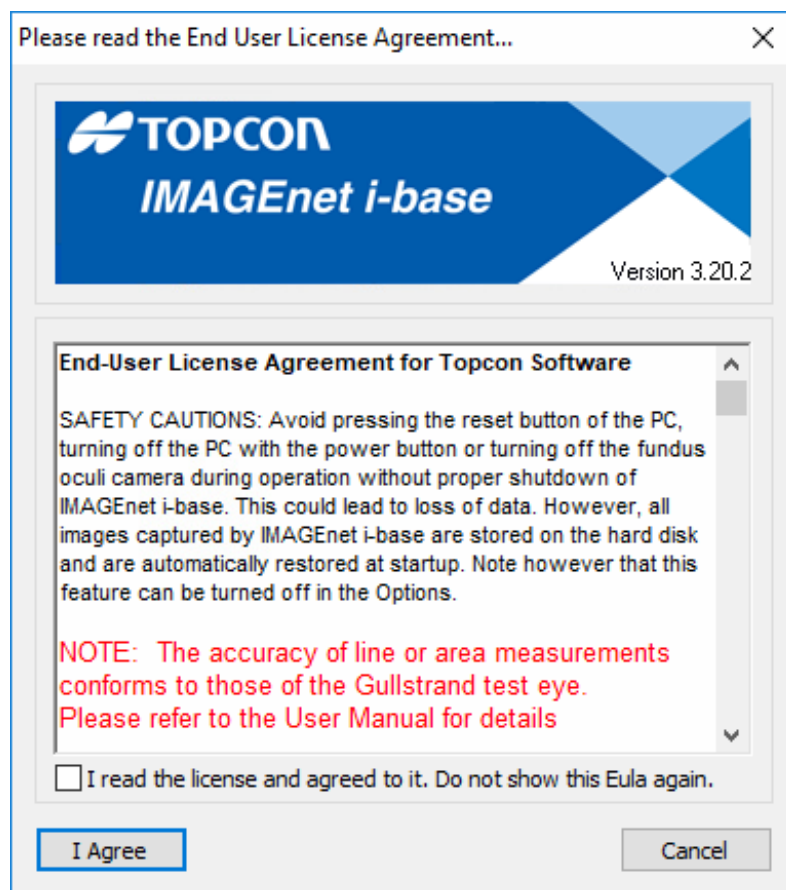 Please read the End User License Agreement...
TOPCON
IMAGEnet i-base
Version 3.20.2
End-User License Agreement for Topcon Software
SAFETY CAUTIONS: Avoid pressing the reset button of the PC,
turning off the PC with the power button or turning off the fundus
oculi camera during operation without proper shutdown of
IMAGEnet i-base. This could lead to loss of data. However, all
images captured by IMAGEnet i-base are stored on the hard disk
and are automatically restored at startup. Note however that this
feature can be turned off in the Options.
NOTE: The accuracy of line or area measurements
conforms to those of the Gullstrand test eye.
Please refer to the User Manual for details
I read the license and agreed to it. Do not show this Eula again.
I Agree
Cancel